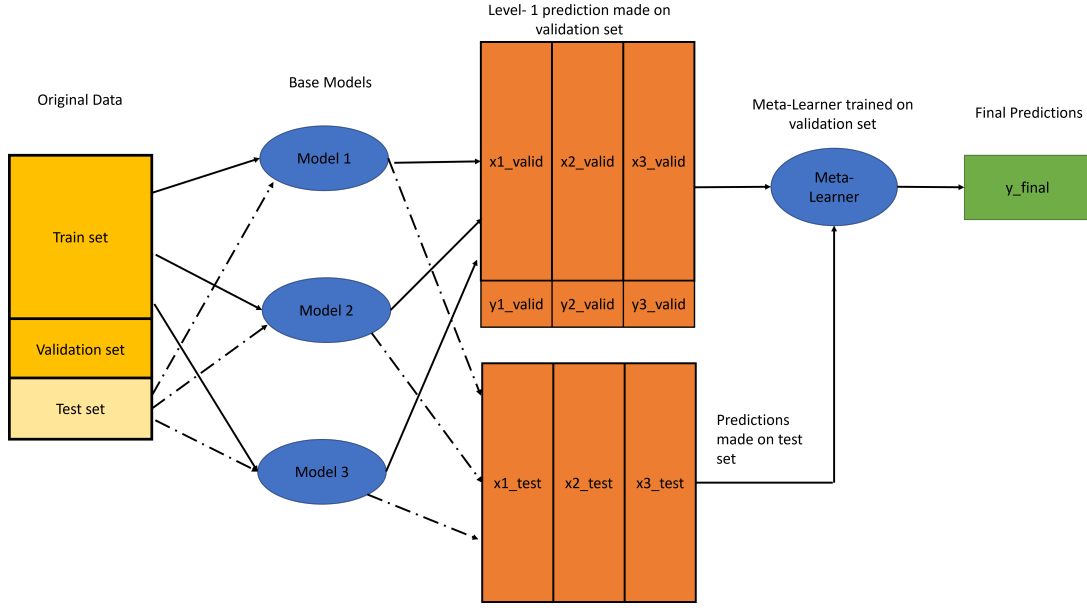 Level- 1 prediction made on
validation set
Base Models
Original Data
Meta-Learner trained on
validation set
Final Predictions
Train set
Validation set
Test set
Model 1
Model 2
Model 3
x1_valid
x2_valid
x3_valid
y1_valid
y2_valid
y3_valid
x1_test
x2_test
x3_test
Predictions
made on test
set
Meta-
Learner
y_final